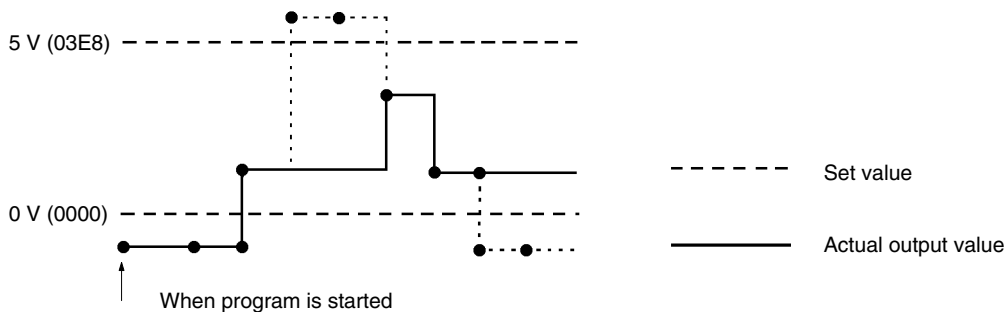 5 V (03E8)
Set value
0 V (0000)
Actual output value
When program is started